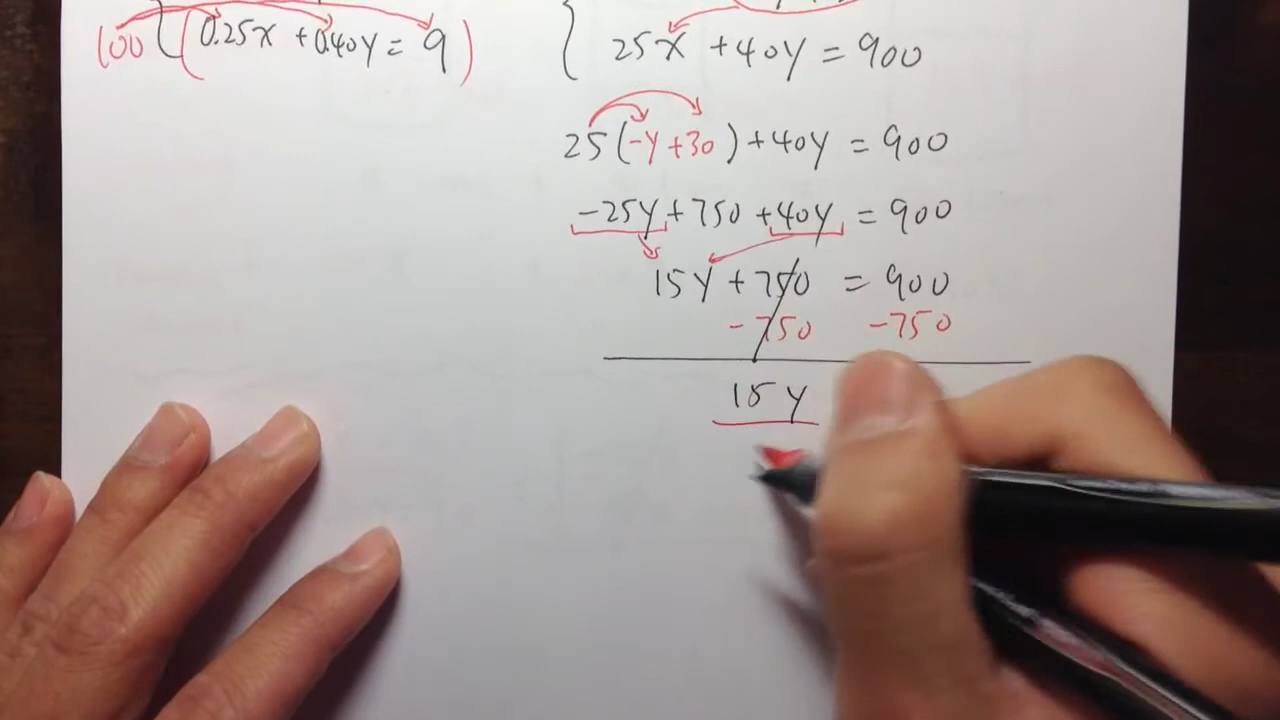 100 { ( 0.25x + 0.40y = 9 )
{ 25x + 40y = 900
25(-y+30) + 40y = 900
-25y + 750 + 40y = 900
15y + 750 = 900
-750 -750
15y